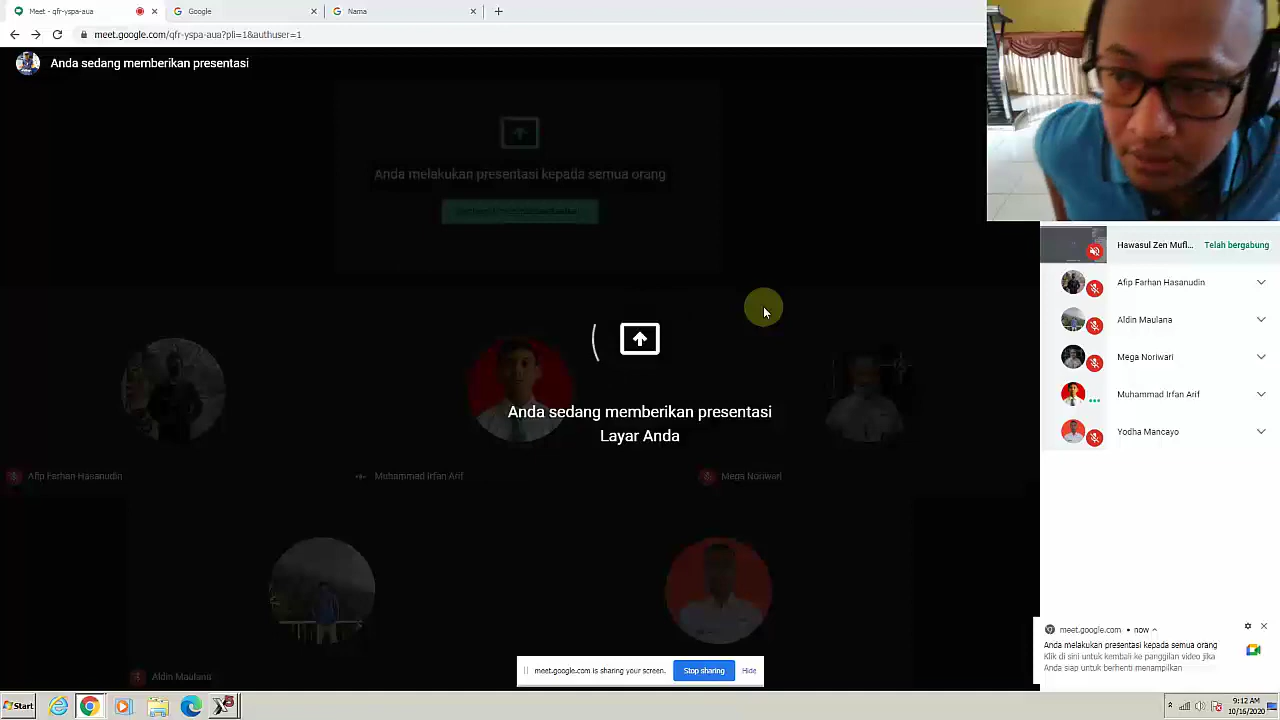 Meet - qfr-yspa-aua
Google
Nama
meet.google.com/qfr-yspa-aua?pli=1&authuser=1
Anda sedang memberikan presentasi
Anda melakukan presentasi kepada semua orang
Anda sedang memberikan presentasi
Layar Anda
Afip Farhan Hasanudin
Muhammad Irfan Arif
Mega Noriwari
Aldin Maulana
Hawasul Zen Mufi...
Telah bergabung
Afip Farhan Hasanudin
Aldin Maulana
Mega Noriwari
Muhammad Irfan Arif
Yodha Mancayo
meet.google.com • now
Anda melakukan presentasi kepada semua orang
Klik di sini untuk kembali ke panggilan video jika
Anda siap untuk berhenti menampilkan
meet.google.com is sharing your screen.
Stop sharing
Hide
Start
9:12 AM
10/16/2020